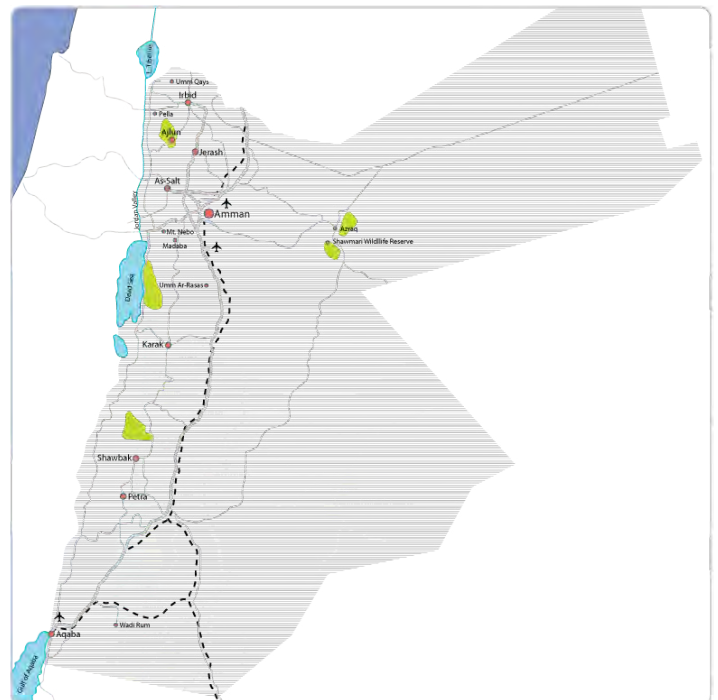 L. Tiberias
Umm Qays
Irbid
Pella
Ajlun
Jerash
As-Salt
Jordan Valley
Amman
Mt. Nebo
Madaba
Azraq
Shawmari Wildlife Reserve
Dead Sea
Umm Ar-Rasas
Karak
Shawbak
Petra
Wadi Rum
Aqaba
Gulf of Aqaba